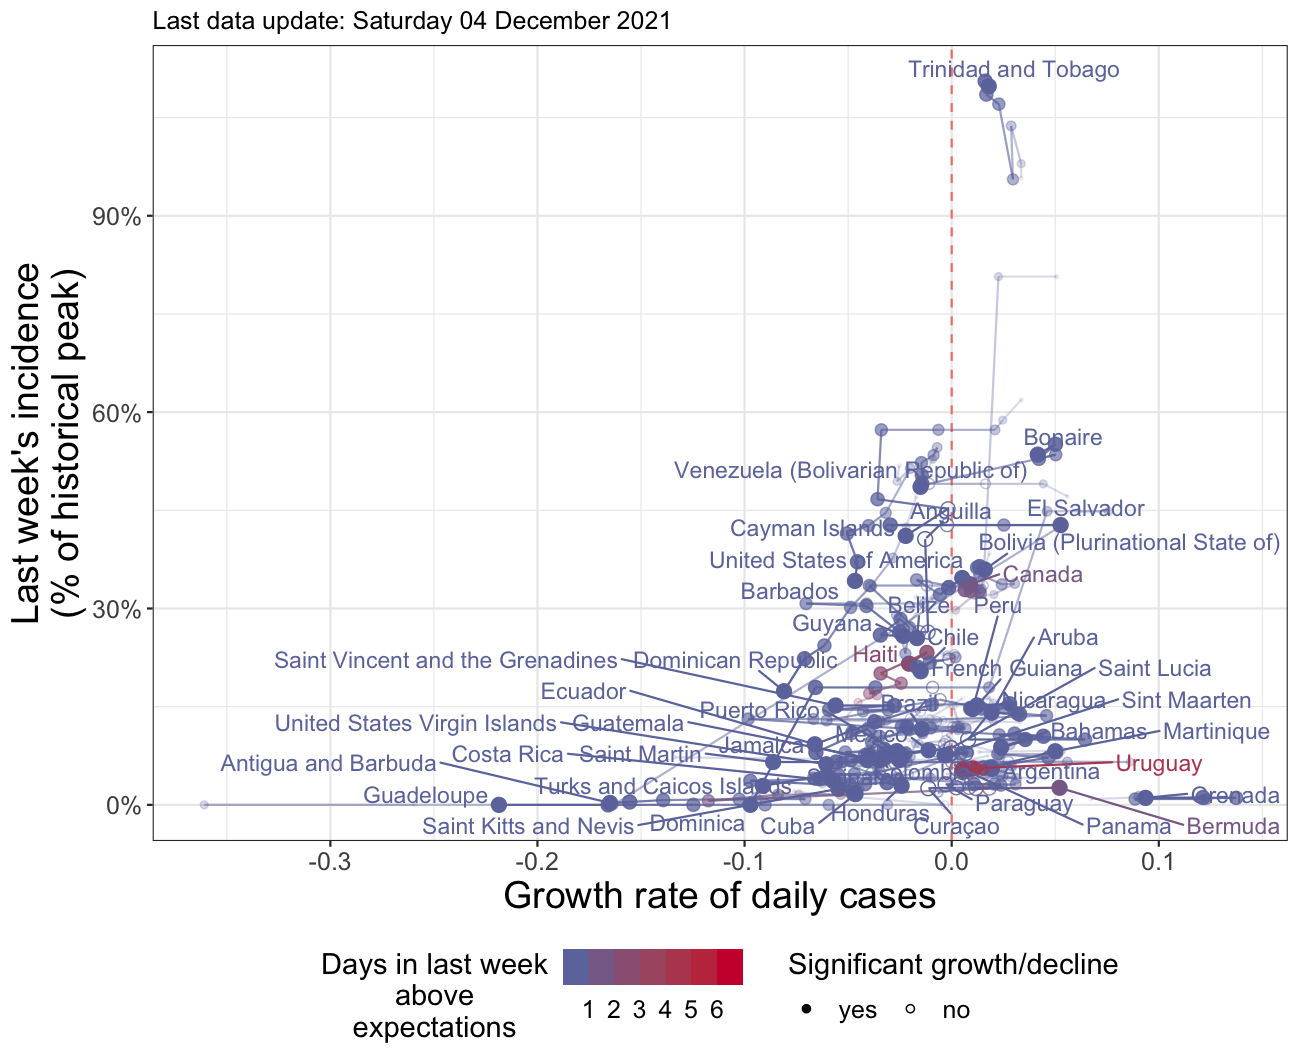 Last data update: Saturday 04 December 2021
Last week's incidence
(% of historical peak)
90%
60%
30%
0%
Trinidad and Tobago
Bonaire
Venezuela (Bolivarian Republic of)
Anguilla
El Salvador
Cayman Islands
Bolivia (Plurinational State of)
United States of America
Canada
Barbados
Belize
Peru
Guyana
Chile
Aruba
Haiti
Saint Vincent and the Grenadines
Dominican Republic
French Guiana
Saint Lucia
Ecuador
Puerto Rico
Brazil
Nicaragua
Sint Maarten
United States Virgin Islands
Guatemala
Jamaica
Mexico
Bahamas
Martinique
Costa Rica
Saint Martin
Antigua and Barbuda
Colombia
Argentina
Uruguay
Turks and Caicos Islands
Guadeloupe
Grenada
Paraguay
Honduras
Saint Kitts and Nevis
Dominica
Cuba
Curaçao
Panama
Bermuda
-0.3
-0.2
-0.1
0.0
0.1
Growth rate of daily cases
Days in last week
above
expectations
1 2 3 4 5 6
Significant growth/decline
yes
no